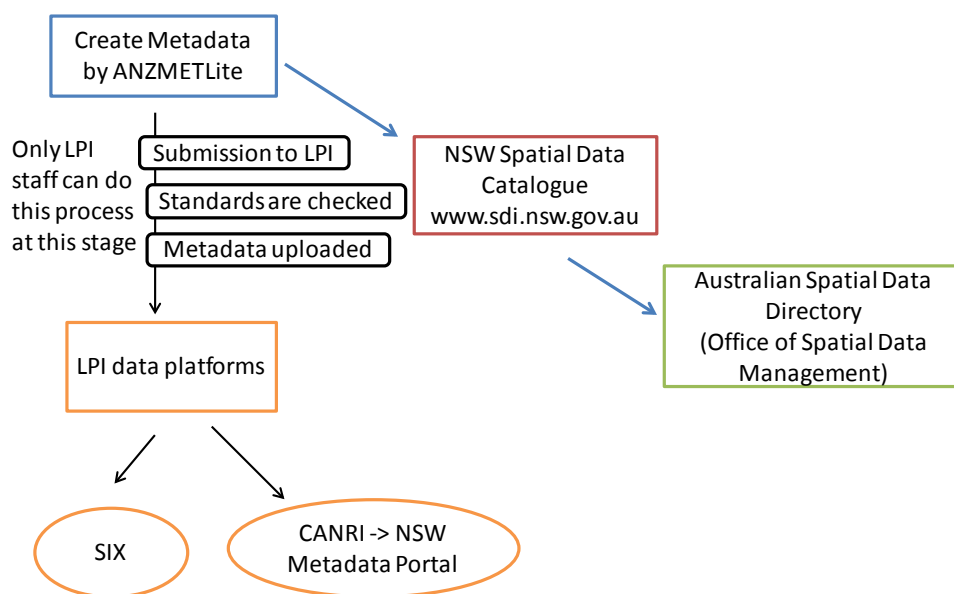 Create Metadata
by ANZMETLite
Only LPI
staff can do
this process
at this stage
Submission to LPI
Standards are checked
Metadata uploaded
NSW Spatial Data
Catalogue
www.sdi.nsw.gov.au
Australian Spatial Data
Directory
(Office of Spatial Data
Management)
LPI data platforms
SIX
CANRI -> NSW
Metadata Portal